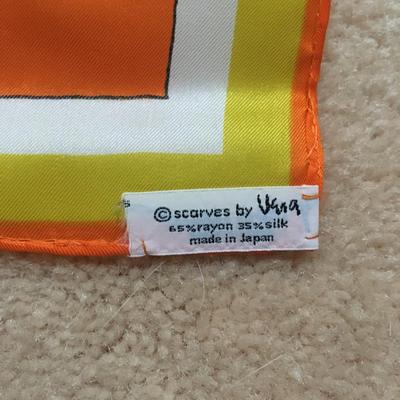 ©scarves by Vera
65%rayon 35%silk
made in Japan